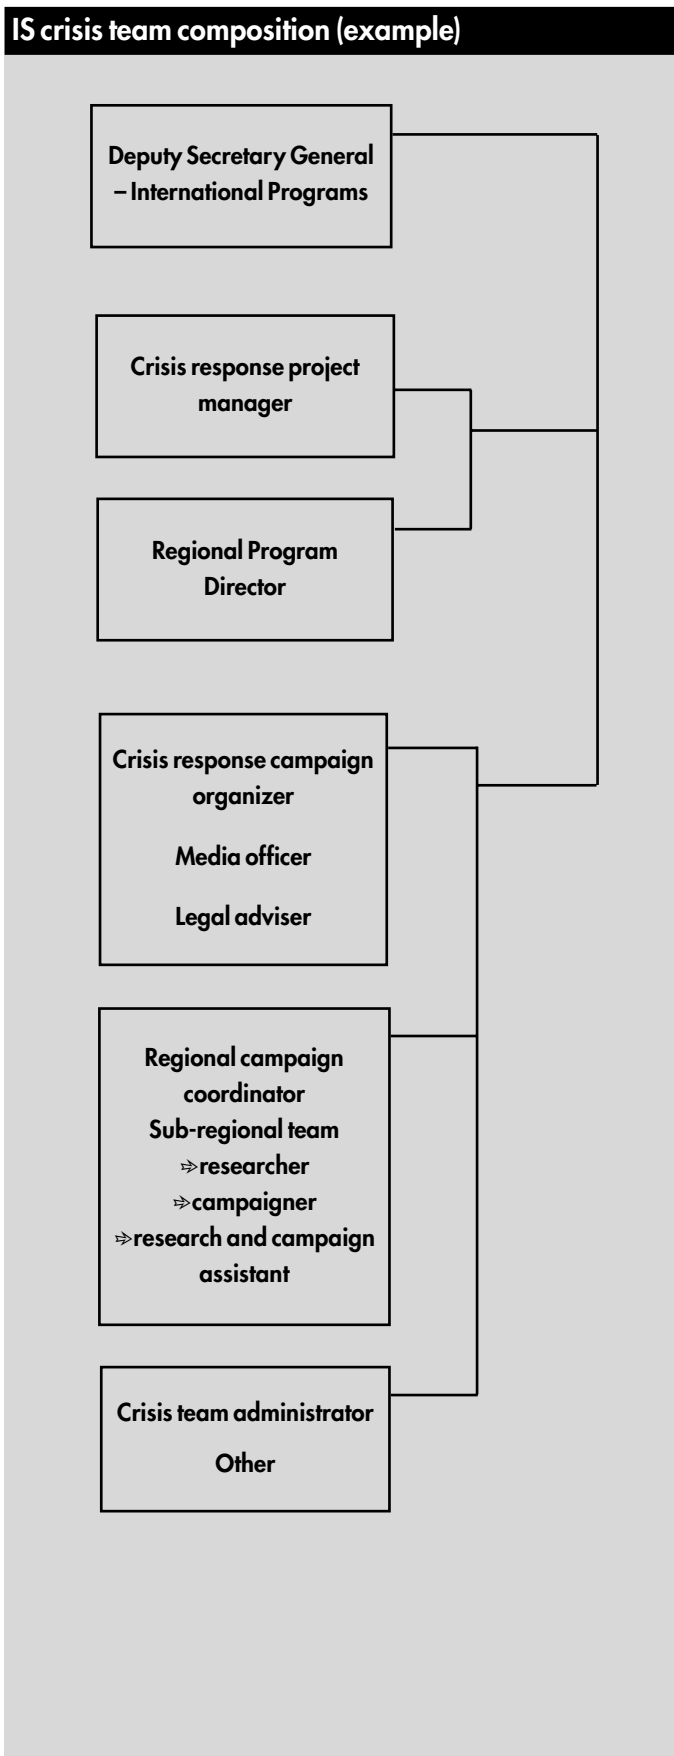 IS crisis team composition (example)
Deputy Secretary General
– International Programs
Crisis response project
manager
Regional Program
Director
Crisis response campaign
organizer
Media officer
Legal adviser
Regional campaign
coordinator
Sub-regional team
➾researcher
➾campaigner
➾research and campaign
assistant
Crisis team administrator
Other